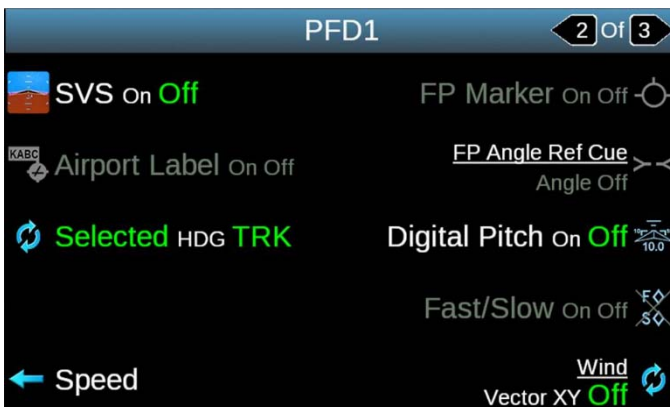 PFD1
2 Of 3
SVS On Off
FP Marker On Off
KABC
Airport Label On Off
FP Angle Ref Cue
Angle Off
Selected HDG TRK
Digital Pitch On Off
10
10
10.0
Fast/Slow On Off
F
S
Speed
Wind
Vector XY Off